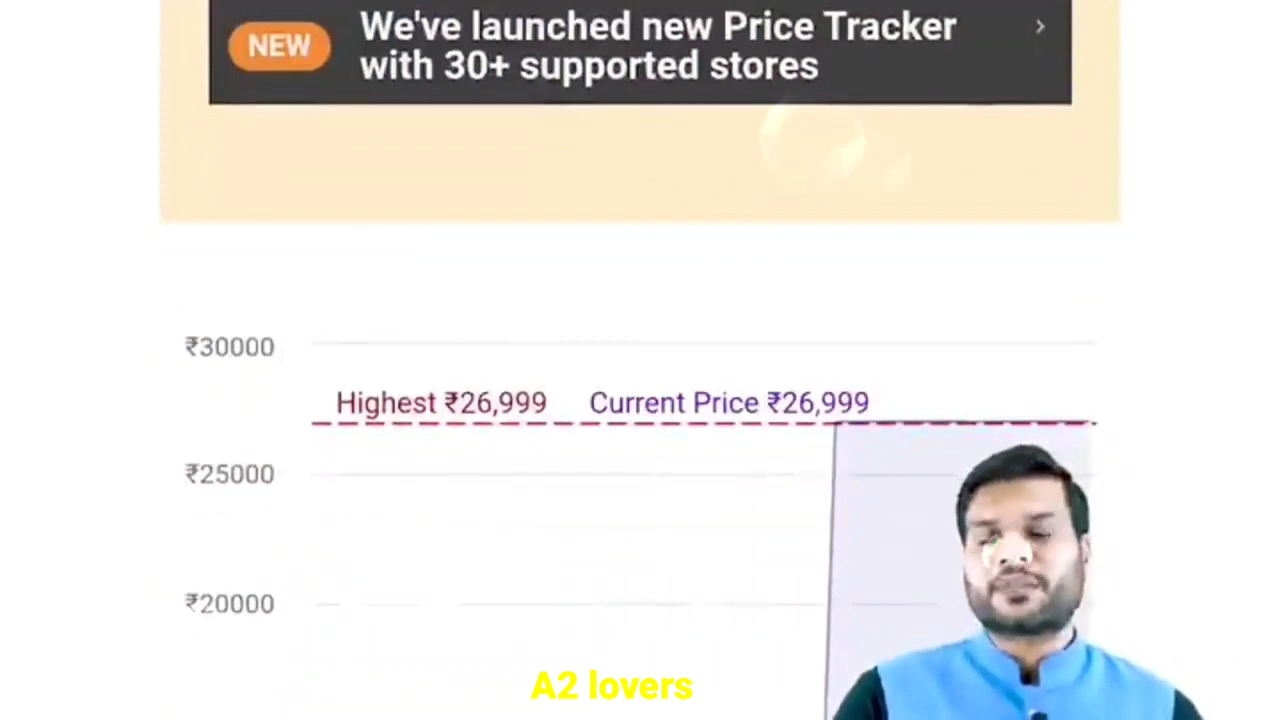 NEW
We've launched new Price Tracker
with 30+ supported stores
₹30000
Highest ₹26,999 Current Price ₹26,999
₹25000
₹20000
A2 lovers